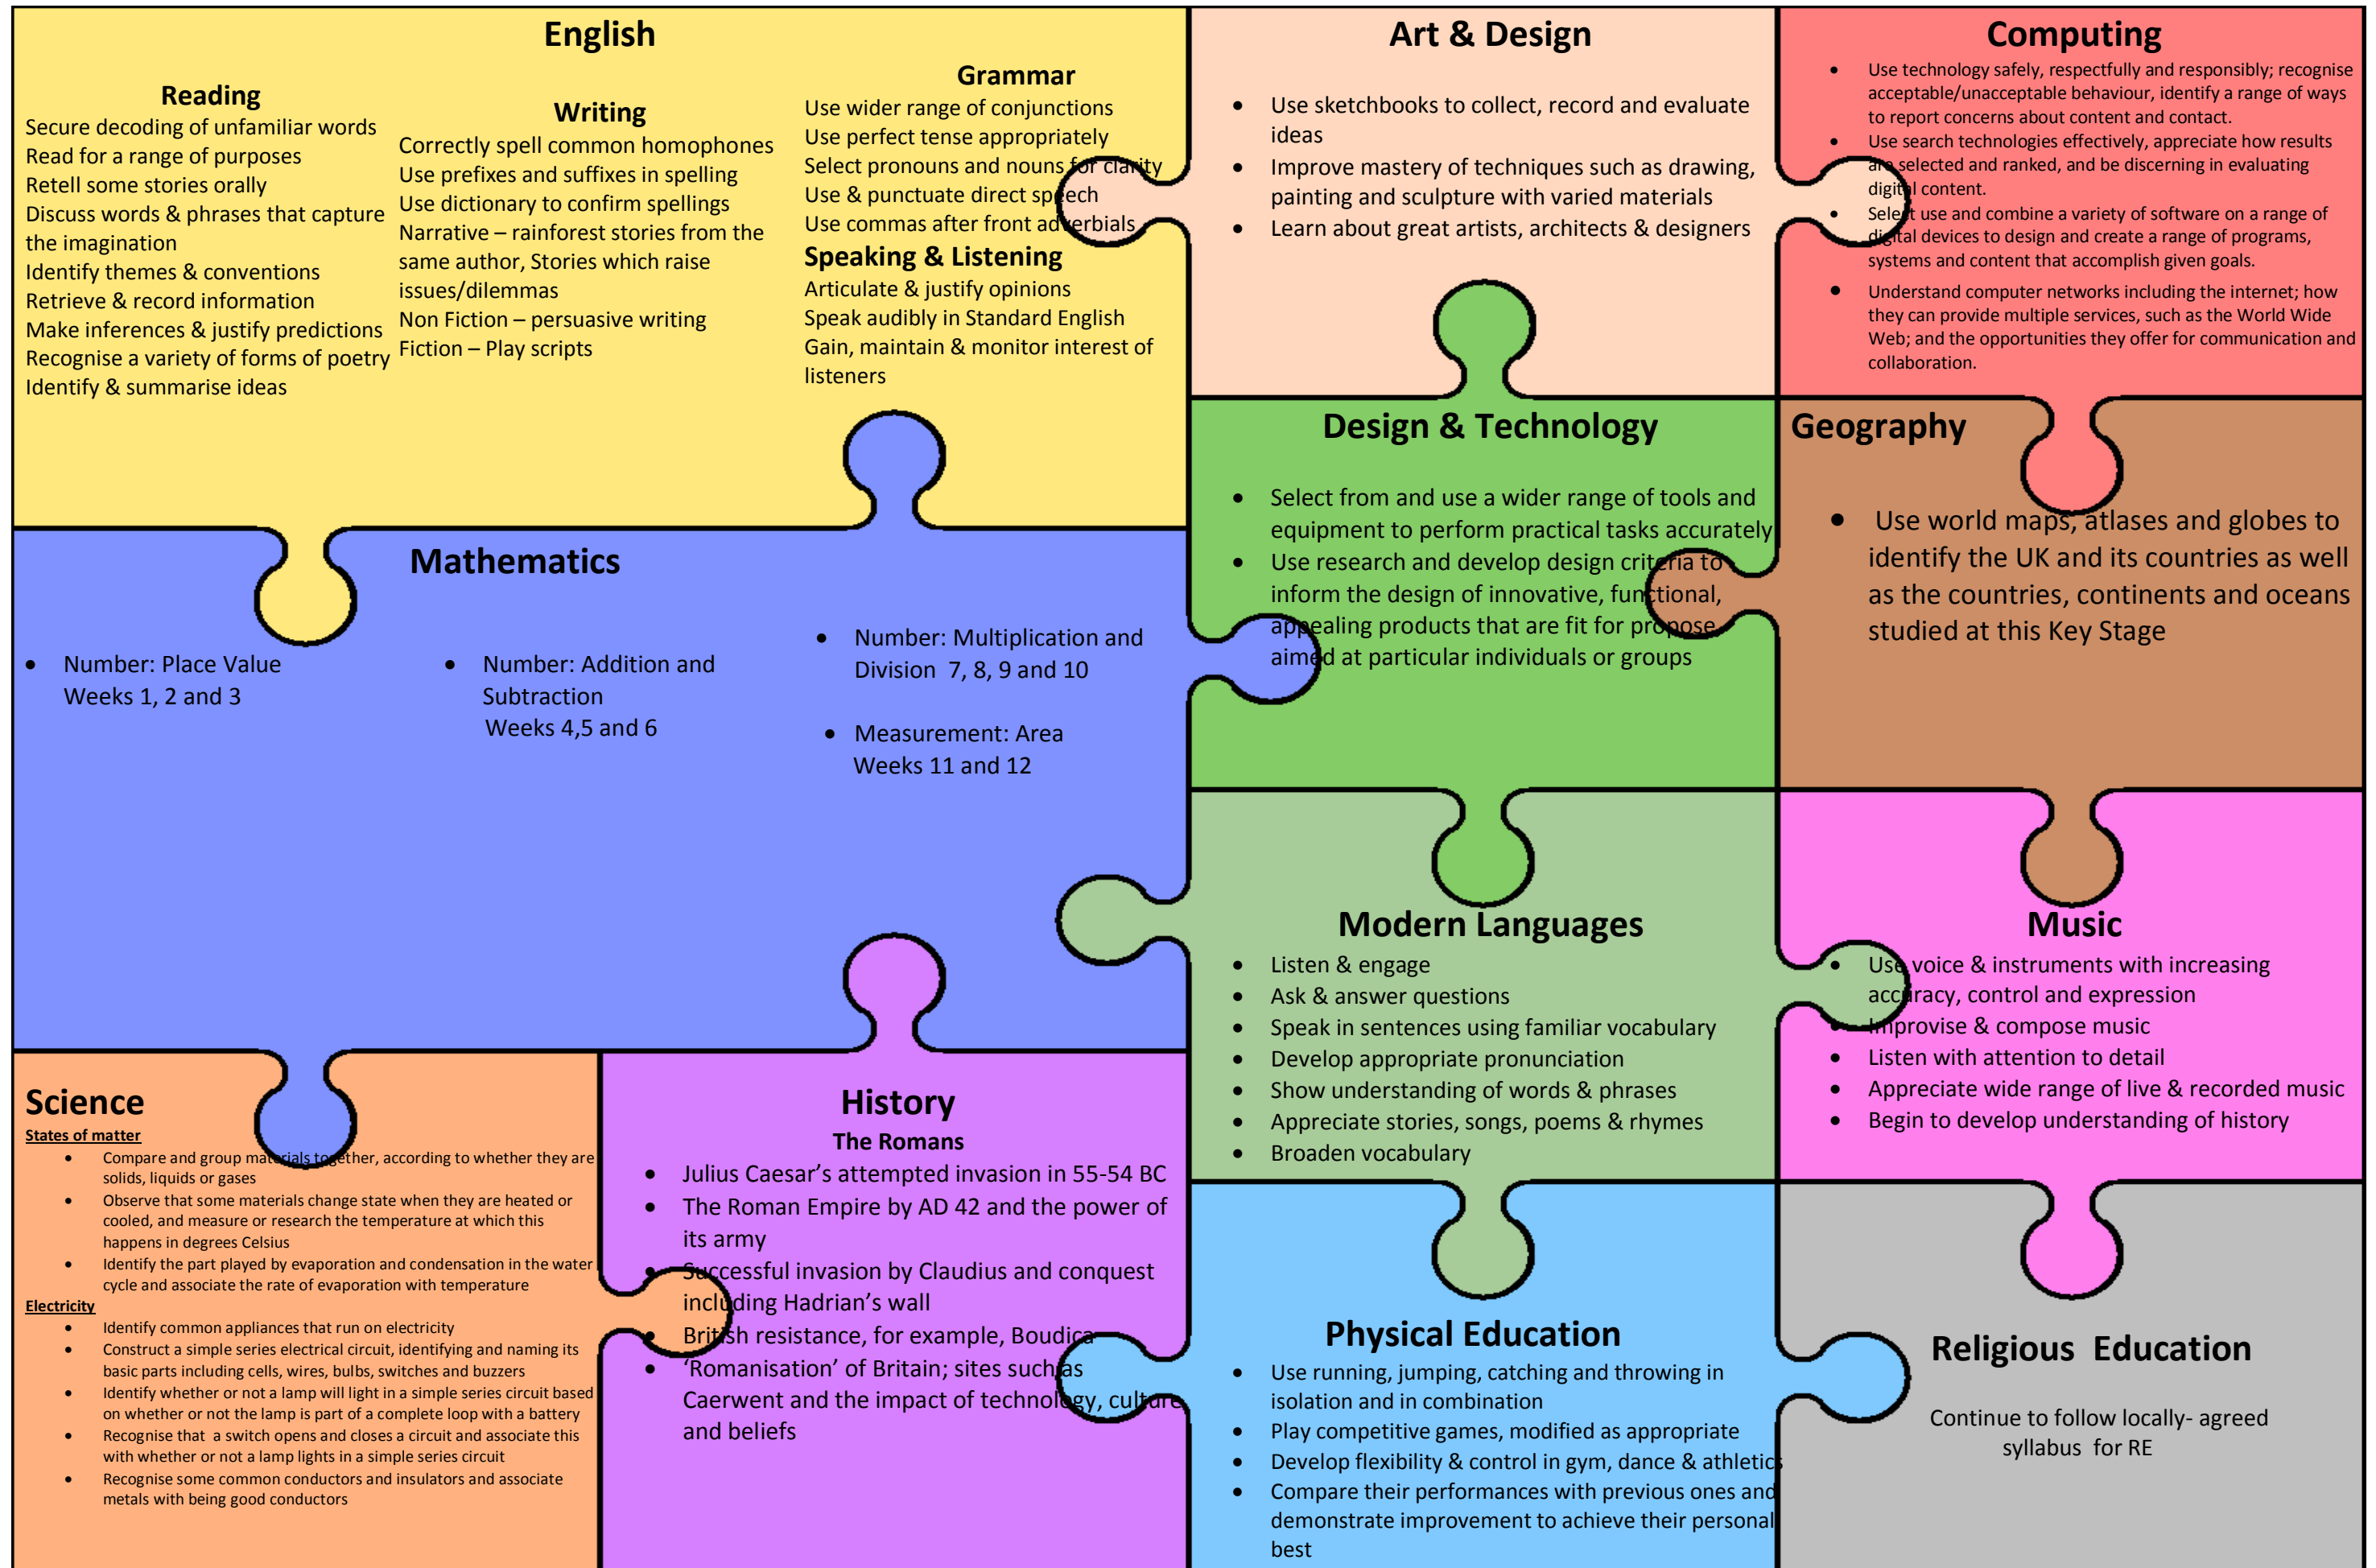 English
Reading
Secure decoding of unfamiliar words
Read for a range of purposes
Retell some stories orally
Discuss words & phrases that capture
the imagination
Identify themes & conventions
Retrieve & record information
Make inferences & justify predictions
Recognise a variety of forms of poetry
Identify & summarise ideas
Writing
Correctly spell common homophones
Use prefixes and suffixes in spelling
Use dictionary to confirm spellings
Narrative – rainforest stories from the
same author, Stories which raise
issues/dilemmas
Non Fiction – persuasive writing
Fiction – Play scripts
Grammar
Use wider range of conjunctions
Use perfect tense appropriately
Select pronouns and nouns for clarity
Use & punctuate direct speech
Use commas after front adverbials
Speaking & Listening
Articulate & justify opinions
Speak audibly in Standard English
Gain, maintain & monitor interest of
listeners
Art & Design
• Use sketchbooks to collect, record and evaluate
ideas
• Improve mastery of techniques such as drawing,
painting and sculpture with varied materials
• Learn about great artists, architects & designers
Computing
• Use technology safely, respectfully and responsibly; recognise
acceptable/unacceptable behaviour, identify a range of ways
to report concerns about content and contact.
• Use search technologies effectively, appreciate how results
are selected and ranked, and be discerning in evaluating
digital content.
• Select use and combine a variety of software on a range of
digital devices to design and create a range of programs,
systems and content that accomplish given goals.
• Understand computer networks including the internet; how
they can provide multiple services, such as the World Wide
Web; and the opportunities they offer for communication and
collaboration.
Mathematics
• Number: Place Value
Weeks 1, 2 and 3
• Number: Addition and
Subtraction
Weeks 4,5 and 6
• Number: Multiplication and
Division 7, 8, 9 and 10
• Measurement: Area
Weeks 11 and 12
Design & Technology
• Select from and use a wider range of tools and
equipment to perform practical tasks accurately
• Use research and develop design criteria to
inform the design of innovative, functional,
appealing products that are fit for propose,
aimed at particular individuals or groups
Geography
• Use world maps, atlases and globes to
identify the UK and its countries as well
as the countries, continents and oceans
studied at this Key Stage
Modern Languages
• Listen & engage
• Ask & answer questions
• Speak in sentences using familiar vocabulary
• Develop appropriate pronunciation
• Show understanding of words & phrases
• Appreciate stories, songs, poems & rhymes
• Broaden vocabulary
Music
• Use voice & instruments with increasing
accuracy, control and expression
• Improvise & compose music
• Listen with attention to detail
• Appreciate wide range of live & recorded music
• Begin to develop understanding of history
Science
States of matter
• Compare and group materials together, according to whether they are
solids, liquids or gases
• Observe that some materials change state when they are heated or
cooled, and measure or research the temperature at which this
happens in degrees Celsius
• Identify the part played by evaporation and condensation in the water
cycle and associate the rate of evaporation with temperature
Electricity
• Identify common appliances that run on electricity
• Construct a simple series electrical circuit, identifying and naming its
basic parts including cells, wires, bulbs, switches and buzzers
• Identify whether or not a lamp will light in a simple series circuit based
on whether or not the lamp is part of a complete loop with a battery
• Recognise that a switch opens and closes a circuit and associate this
with whether or not a lamp lights in a simple series circuit
• Recognise some common conductors and insulators and associate
metals with being good conductors
History
The Romans
• Julius Caesar’s attempted invasion in 55-54 BC
• The Roman Empire by AD 42 and the power of
its army
• Successful invasion by Claudius and conquest
including Hadrian’s wall
• British resistance, for example, Boudica
• ‘Romanisation’ of Britain; sites such as
Caerwent and the impact of technology, culture
and beliefs
Physical Education
• Use running, jumping, catching and throwing in
isolation and in combination
• Play competitive games, modified as appropriate
• Develop flexibility & control in gym, dance & athletics
• Compare their performances with previous ones and
demonstrate improvement to achieve their personal
best
Religious Education
Continue to follow locally- agreed
syllabus for RE